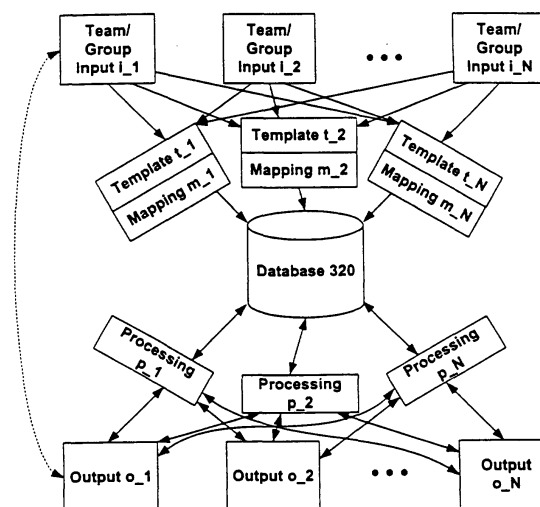 Team/
Group
Input i_1
Team/
Group
Input i_2
Team/
Group
Input i_N
Template t_1
Mapping m_1
Template t_2
Mapping m_2
Template t_N
Mapping m_N
Database 320
Processing
p_1
Processing
p_2
Processing
p_N
Output o_1
Output o_2
Output
o_N